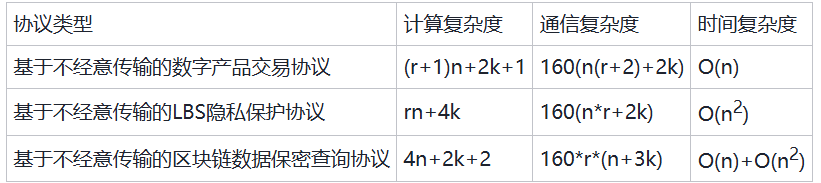 协议类型 计算复杂度 通信复杂度 时间复杂度
基于不经意传输的数字产品交易协议 (r+1)n+2k+1 160(n(r+2)+2k) O(n)
基于不经意传输的LBS隐私保护协议 rn+4k 160(n*r+2k) O(n²)
基于不经意传输的区块链数据保密查询协议 4n+2k+2 160*r*(n+3k) O(n)+O(n²)